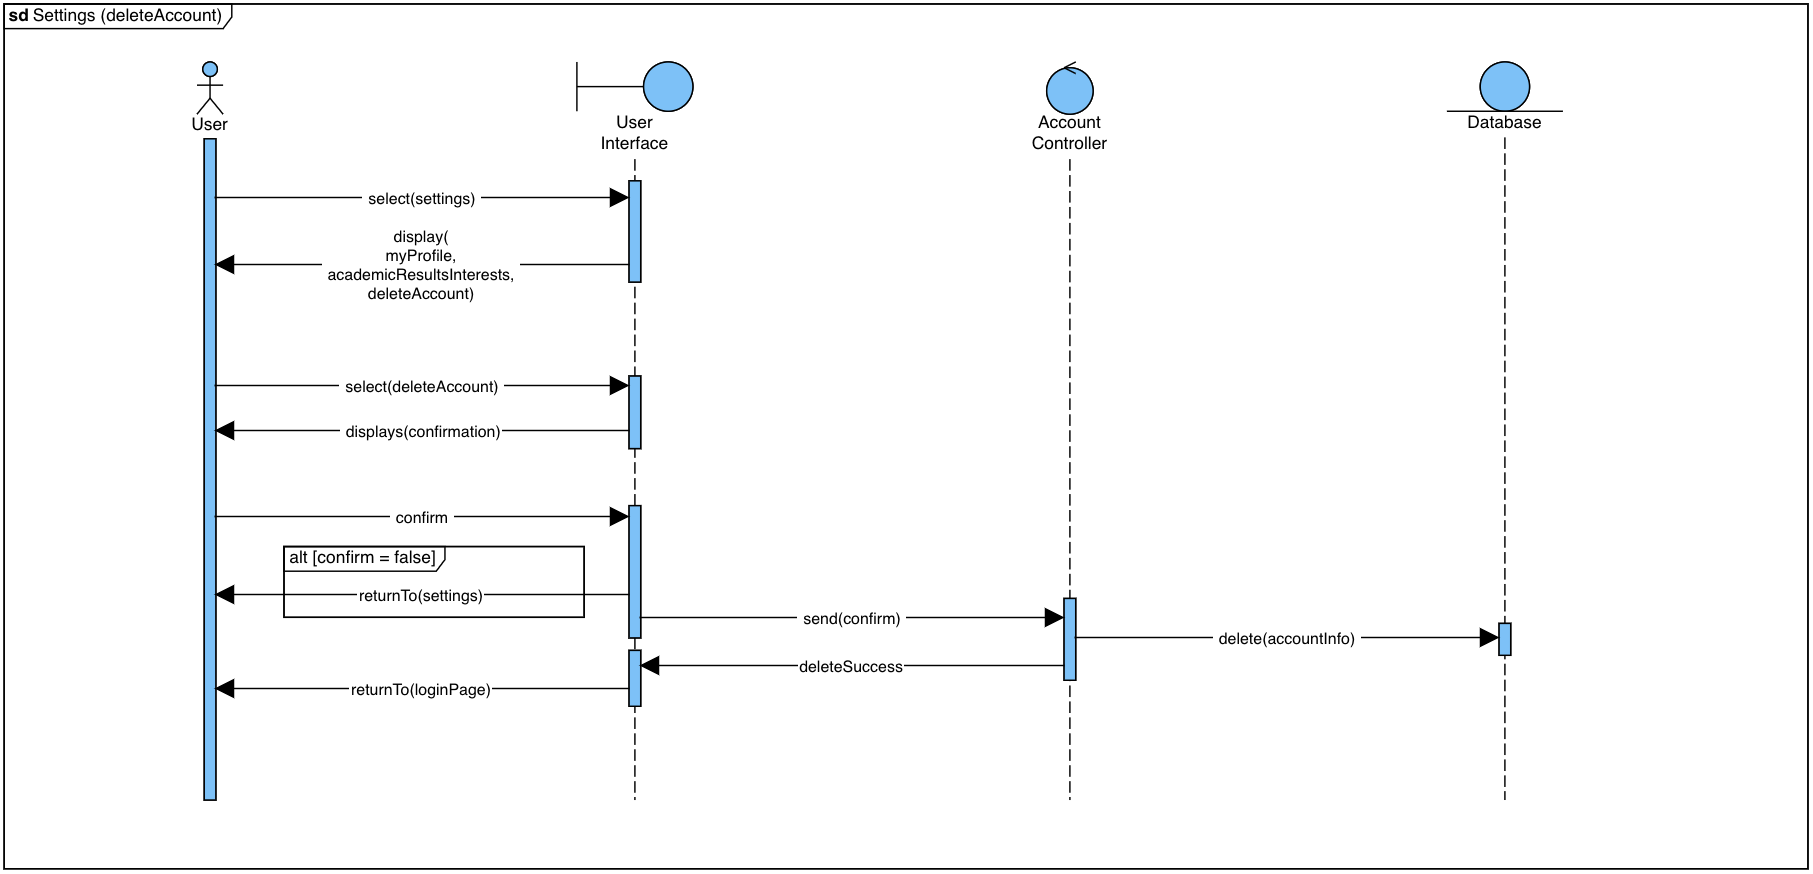 sd Settings (deleteAccount)
User
User
Interface
Account
Controller
Database
select(settings)
display(
myProfile,
academicResultsInterests,
deleteAccount)
select(deleteAccount)
displays(confirmation)
confirm
alt [confirm = false]
returnTo(settings)
send(confirm)
delete(accountInfo)
deleteSuccess
returnTo(loginPage)